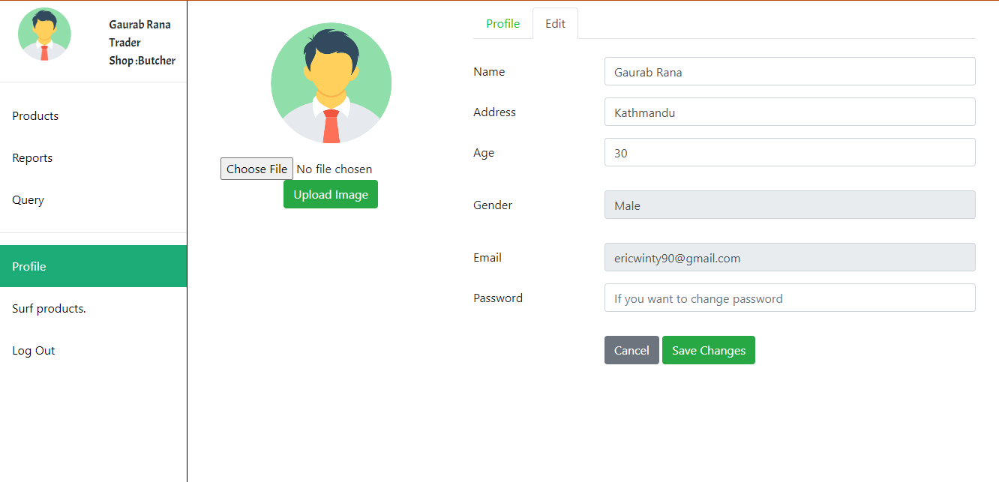 Gaurab Rana
Trader
Shop :Butcher
Products
Reports
Query
Profile
Surf products.
Log Out
Choose File No file chosen
Upload Image
Profile Edit
Name Gaurab Rana
Address Kathmandu
Age 30
Gender Male
Email ericwinty90@gmail.com
Password If you want to change password
Cancel Save Changes